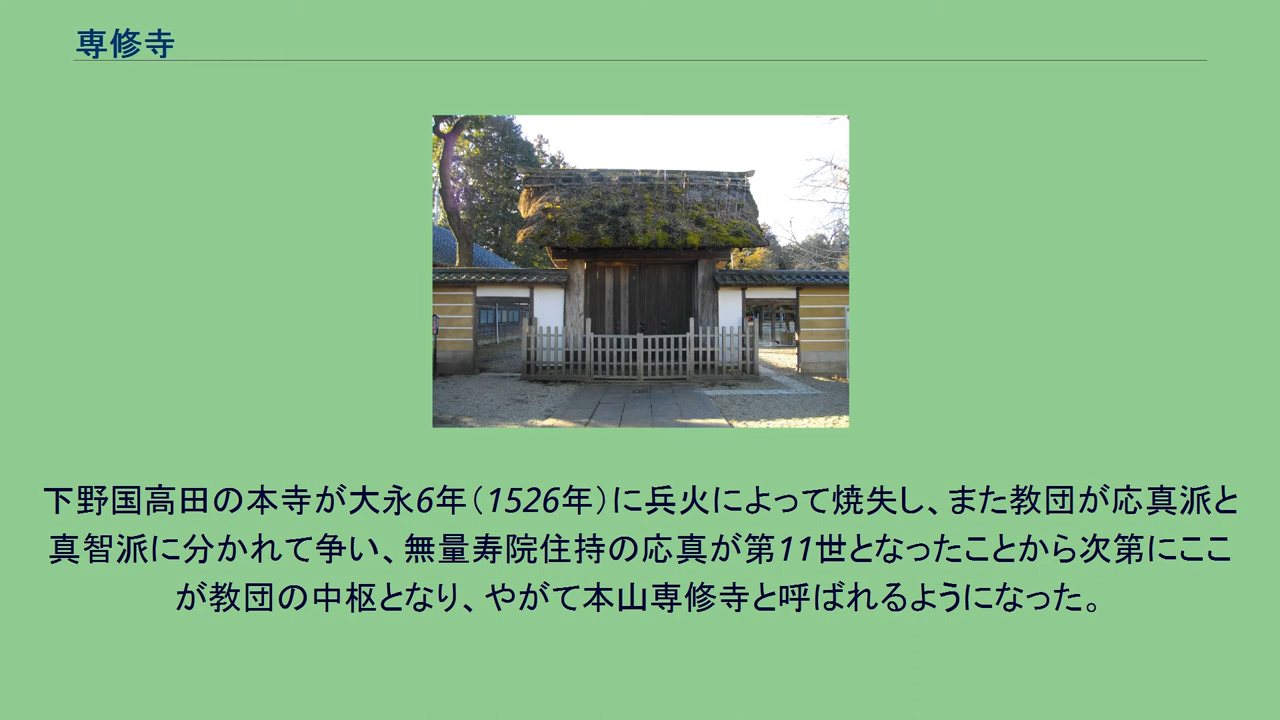 専修寺
下野国高田の本寺が大永6年（1526年）に兵火によって焼失し、また教団が応真派と
真智派に分かれて争い、無量寿院住持の応真が第11世となったことから次第にここ
が教団の中枢となり、やがて本山専修寺と呼ばれるようになった。